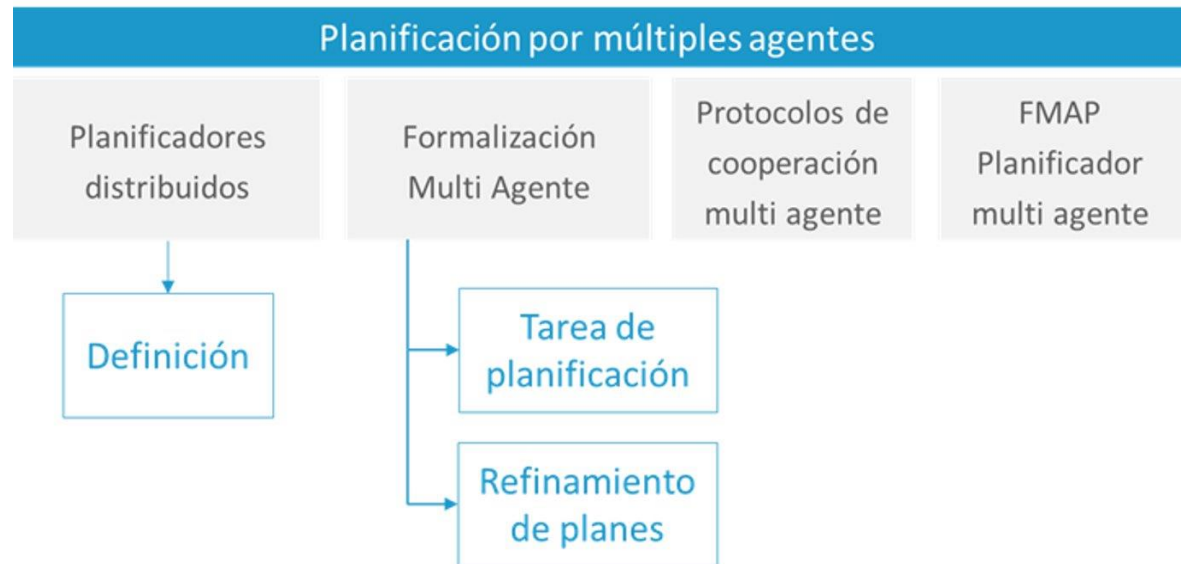 Planificación por múltiples agentes
Planificadores
distribuidos
Formalización
Multi Agente
Protocolos de
cooperación
multi agente
FMAP
Planificador
multi agente
Definición
Tarea de
planificación
Refinamiento
de planes